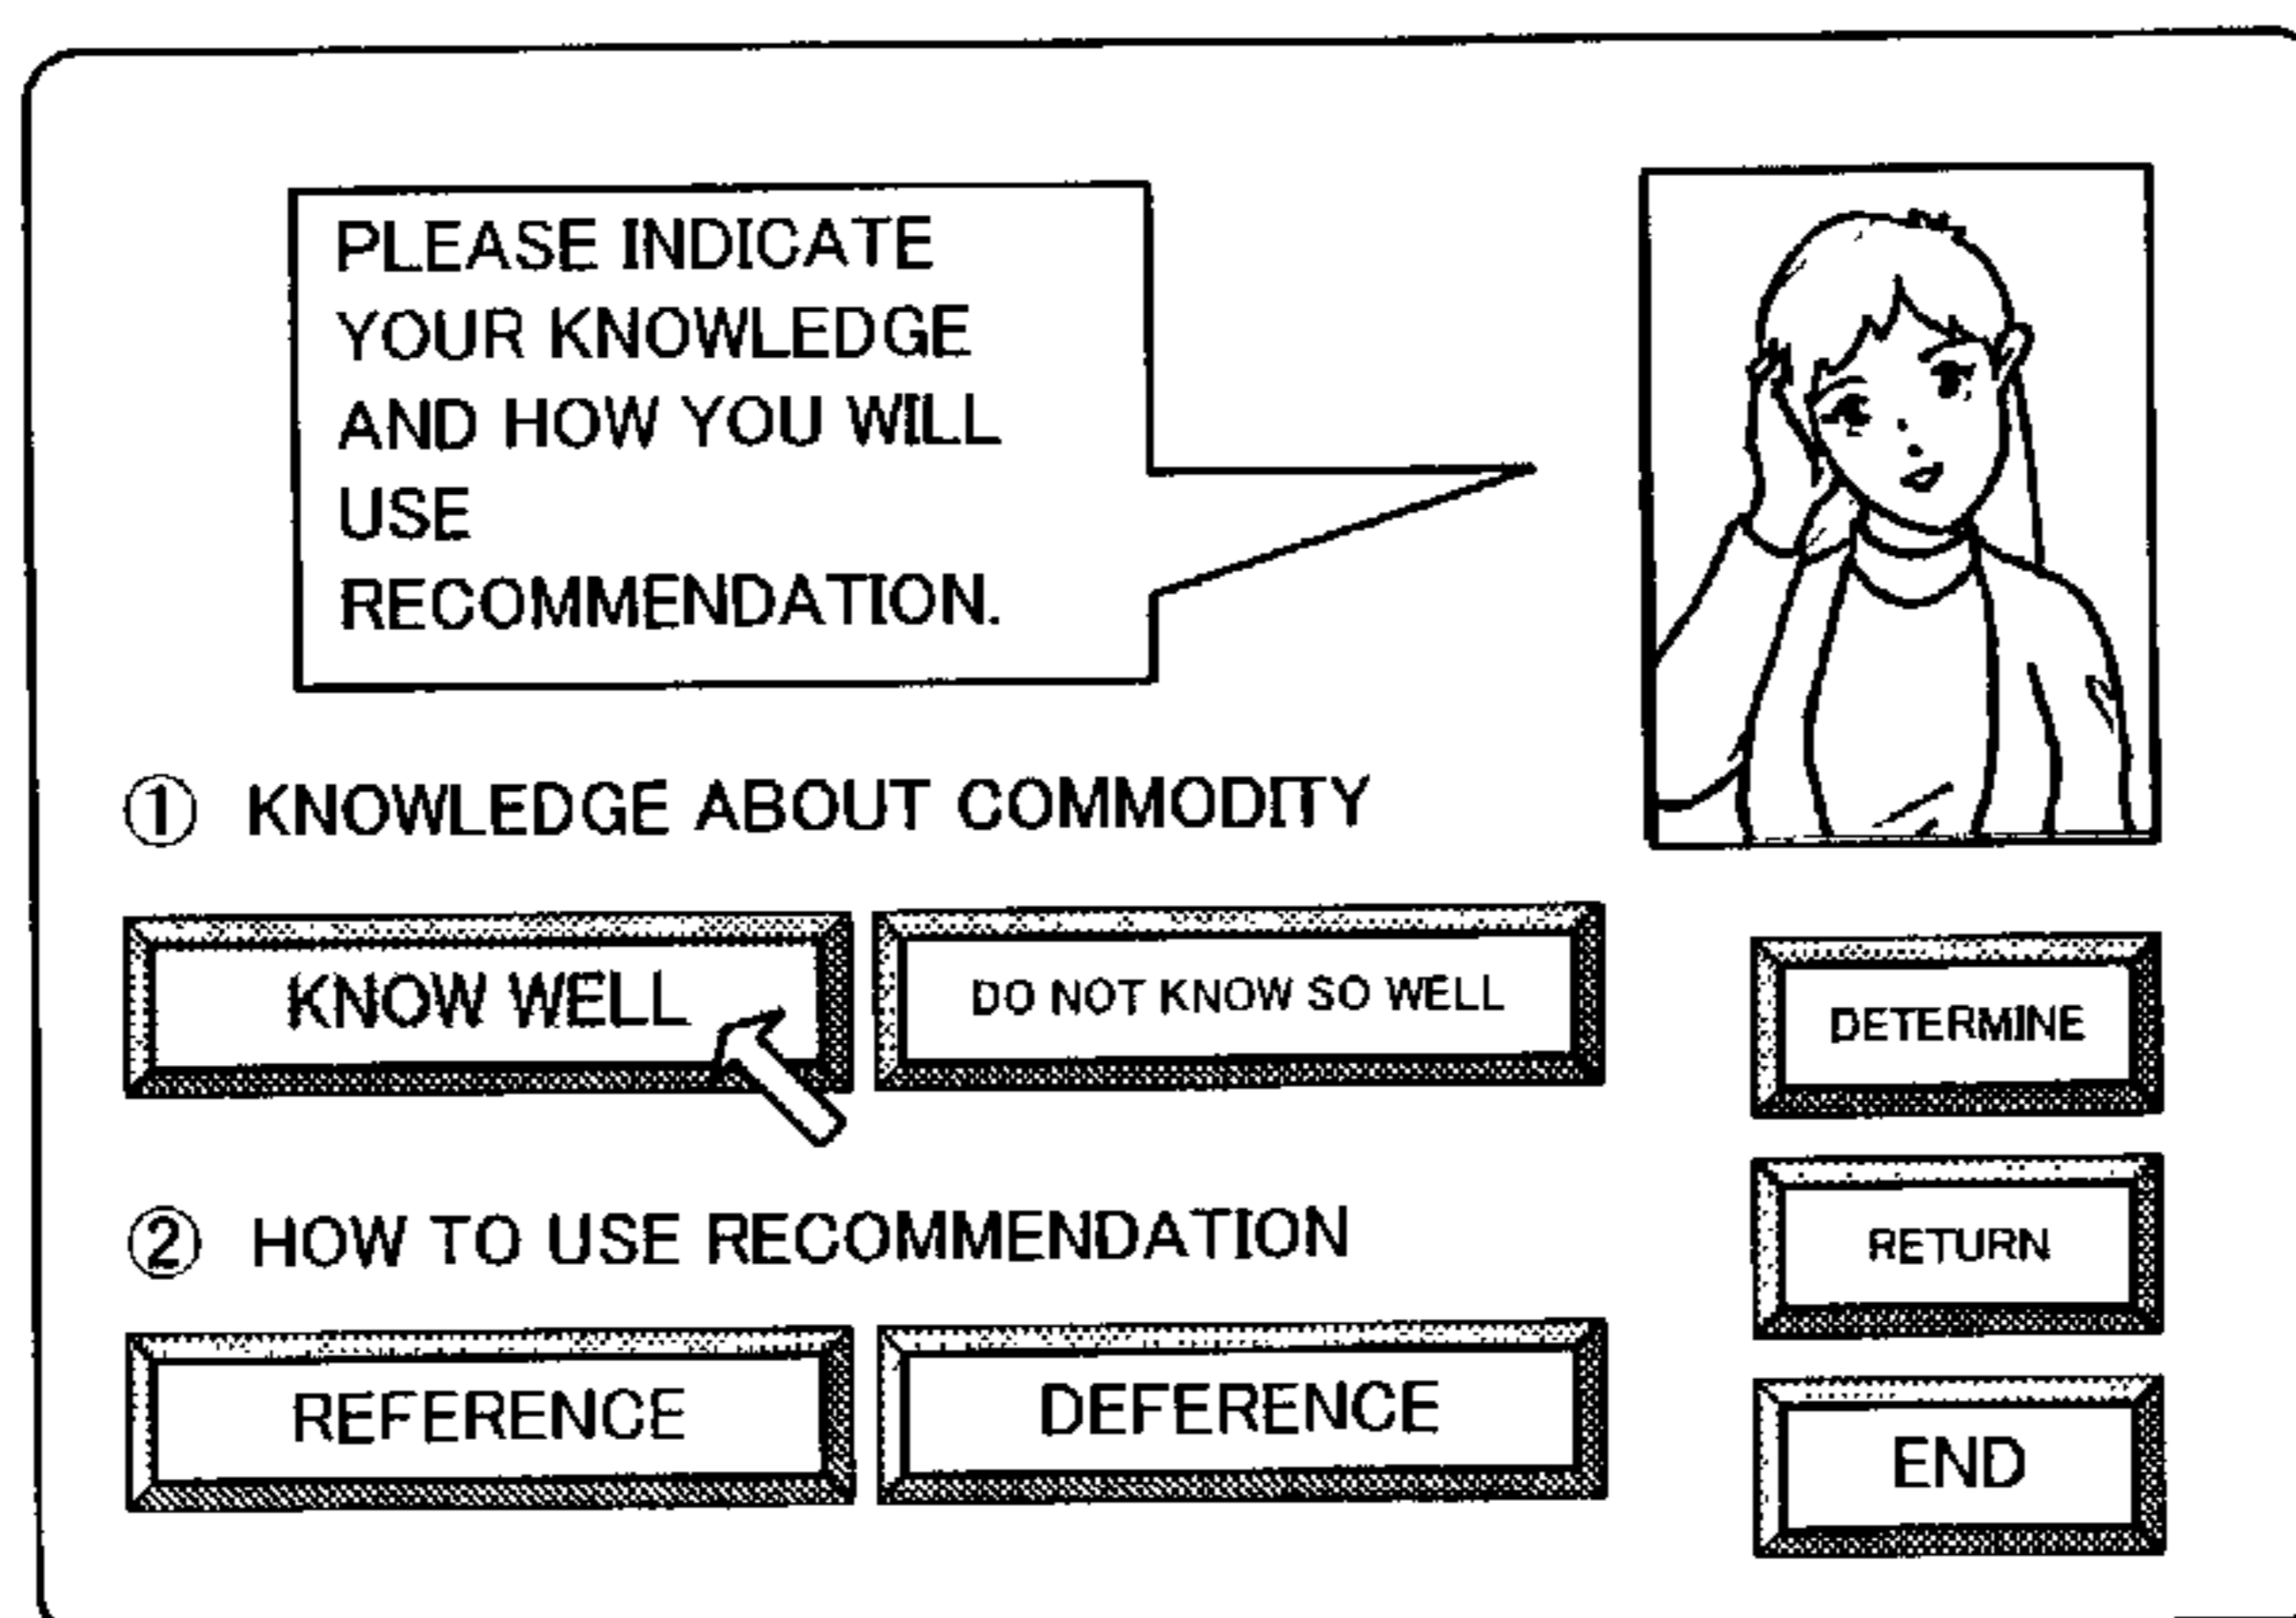 PLEASE INDICATE
YOUR KNOWLEDGE
AND HOW YOU WILL
USE
RECOMMENDATION.
① KNOWLEDGE ABOUT COMMODITY
KNOW WELL
DO NOT KNOW SO WELL
DETERMINE
② HOW TO USE RECOMMENDATION
RETURN
REFERENCE
DEFERENCE
END